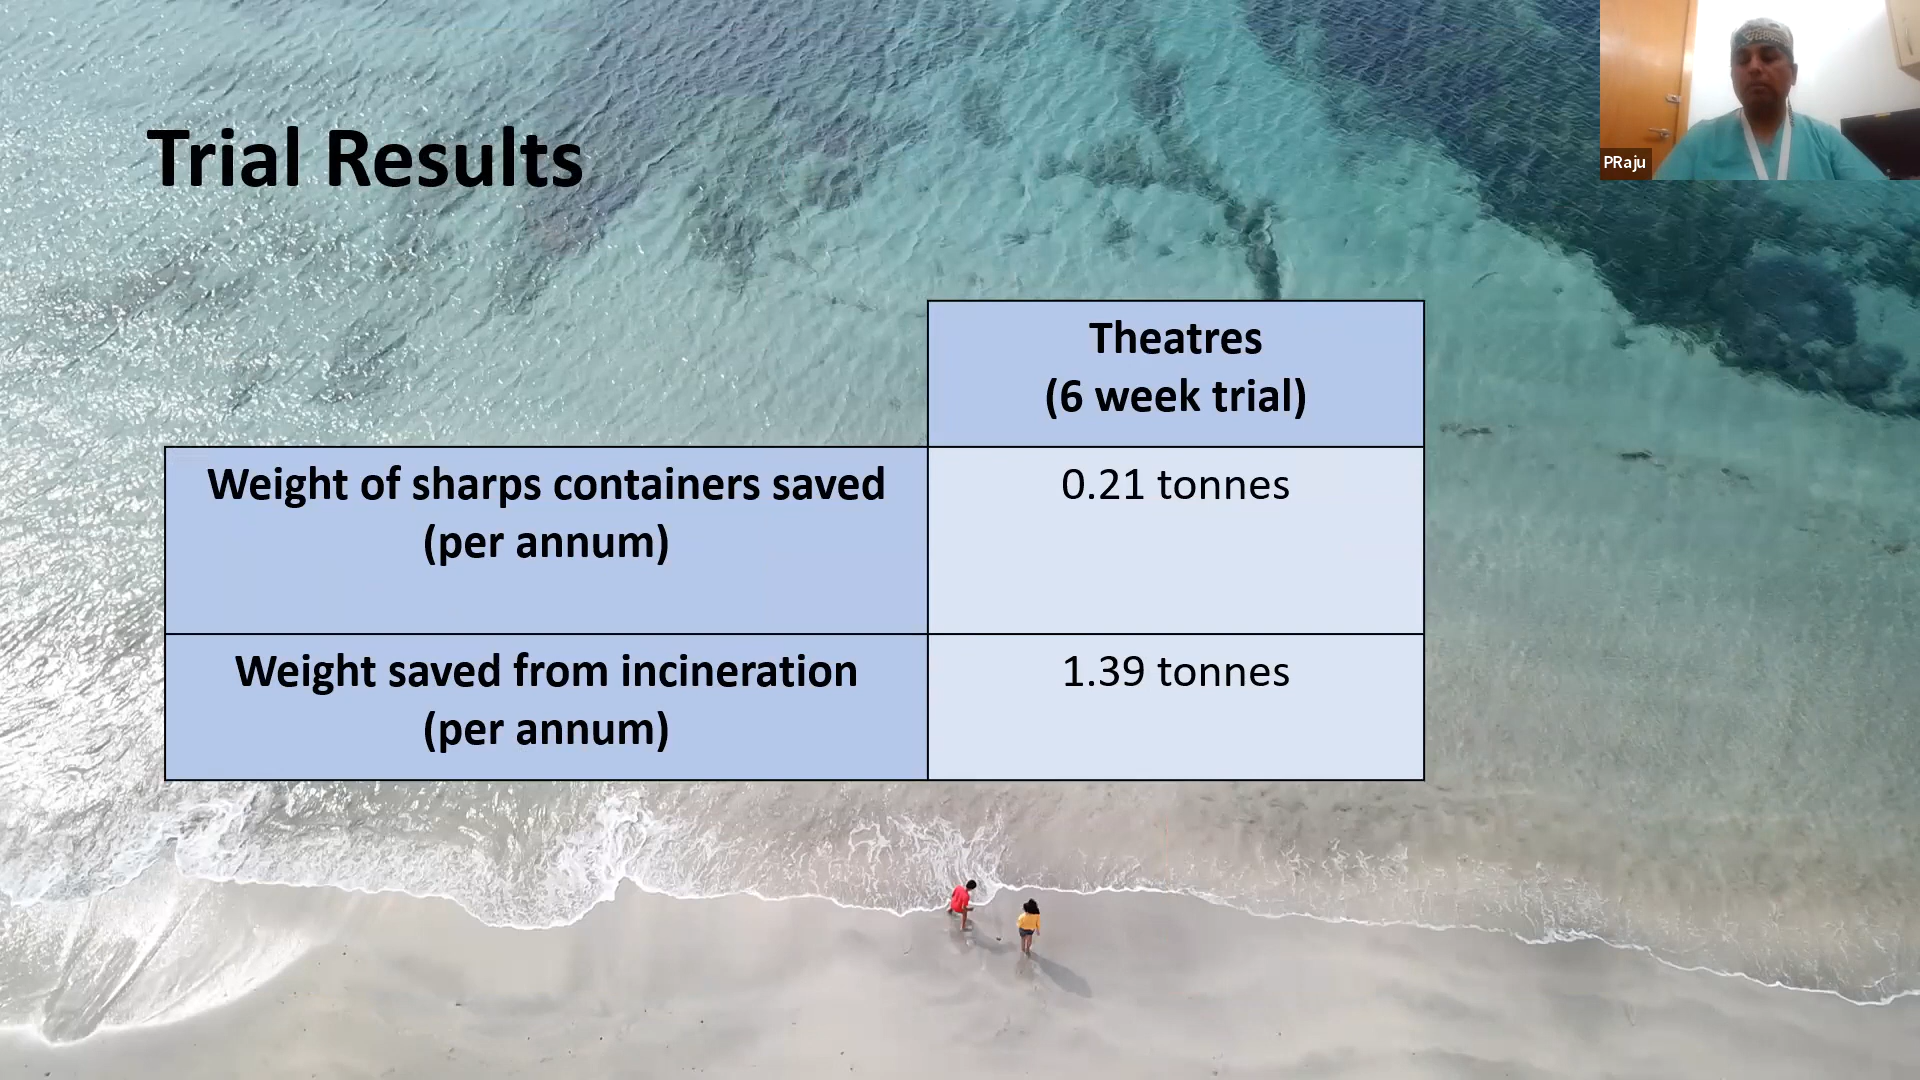 Trial Results
PRaju
Theatres
(6 week trial)
Weight of sharps containers saved
(per annum)
0.21 tonnes
Weight saved from incineration
(per annum)
1.39 tonnes